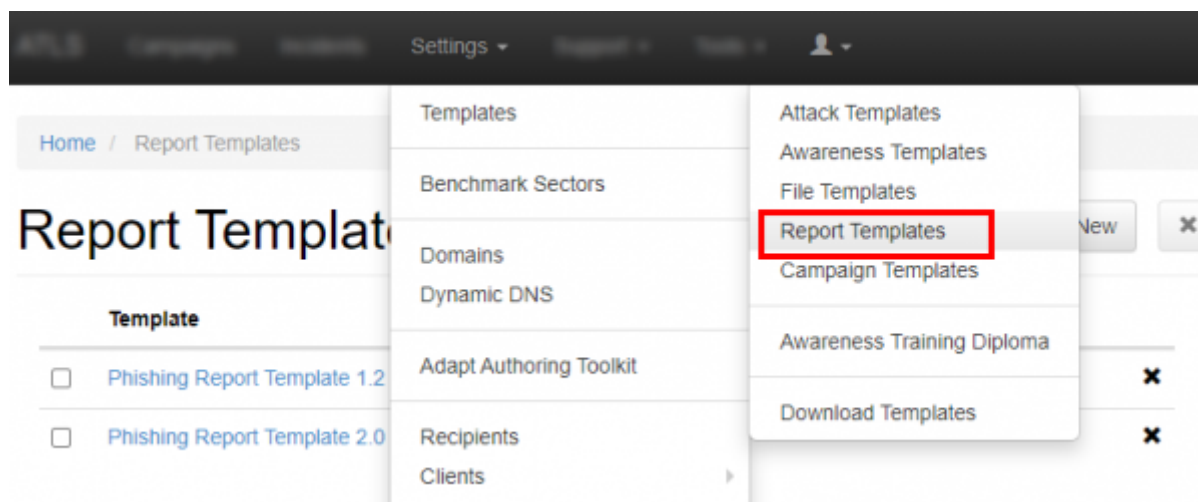 Settings
Home / Report Templates
Report Templat
New
Template
Phishing Report Template 1.2
Phishing Report Template 2.0
Templates
Benchmark Sectors
Domains
Dynamic DNS
Adapt Authoring Toolkit
Recipients
Clients
Attack Templates
Awareness Templates
File Templates
Report Templates
Campaign Templates
Awareness Training Diploma
Download Templates